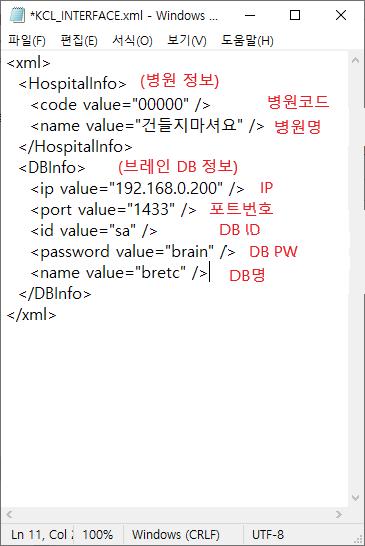 *KCL_INTERFACE.xml - Windows ...
파일(F) 편집(E) 서식(O) 보기(V) 도움말(H)
<xml>
<HospitalInfo> (병원 정보)
<code value="00000" /> 병원코드
<name value="건들지마셔요" /> 병원명
</HospitalInfo>
<DBInfo> (브레인 DB 정보)
<ip value="192.168.0.200" /> IP
<port value="1433" /> 포트번호
<id value="sa" /> DB ID
<password value="brain" /> DB PW
<name value="bretc" /> DB명
</DBInfo>
</xml>
Ln 11, Col 100% Windows (CRLF) UTF-8